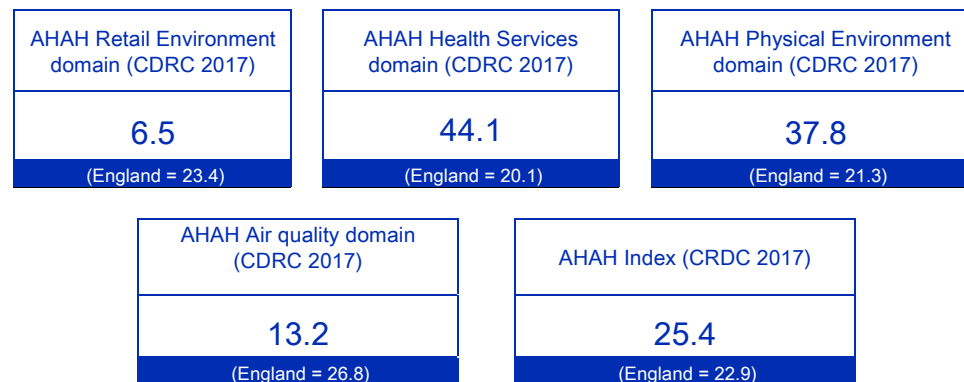 AHAH Retail Environment
domain (CDRC 2017)
6.5
(England = 23.4)
AHAH Health Services
domain (CDRC 2017)
44.1
(England = 20.1)
AHAH Physical Environment
domain (CDRC 2017)
37.8
(England = 21.3)
AHAH Air quality domain
(CDRC 2017)
13.2
(England = 26.8)
AHAH Index (CRDC 2017)
25.4
(England = 22.9)